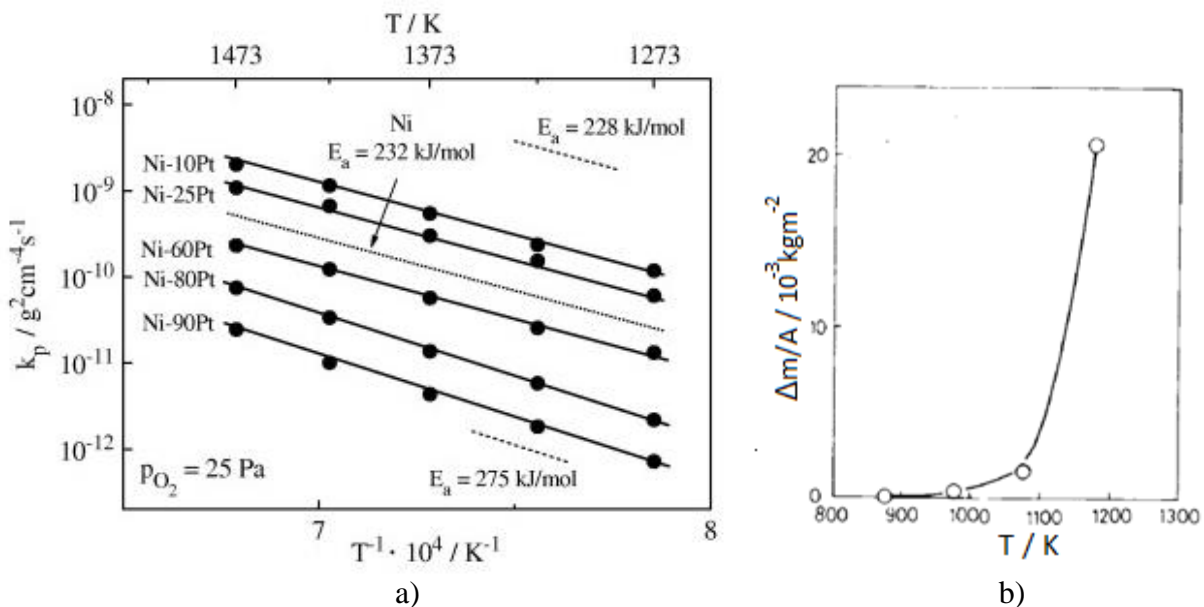 T / K
1473 1373 1273
10⁻⁸
10⁻⁹
10⁻¹⁰
10⁻¹¹
10⁻¹²
k_p / g²cm⁻⁴s⁻¹
Ni
E_a = 232 kJ/mol
E_a = 228 kJ/mol
Ni-10Pt
Ni-25Pt
Ni-60Pt
Ni-80Pt
Ni-90Pt
p_O₂ = 25 Pa
E_a = 275 kJ/mol
7 8
T⁻¹ · 10⁴ / K⁻¹
a)
Δm/A / 10⁻³kgm⁻²
20
10
0
800 900 1000 1100 1200 1300
T / K
b)